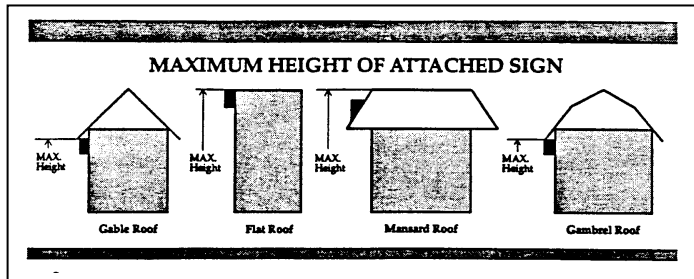 MAXIMUM HEIGHT OF ATTACHED SIGN
MAX.
Height
MAX.
Height
MAX.
Height
MAX.
Height
Gable Roof
Flat Roof
Mansard Roof
Gambrel Roof